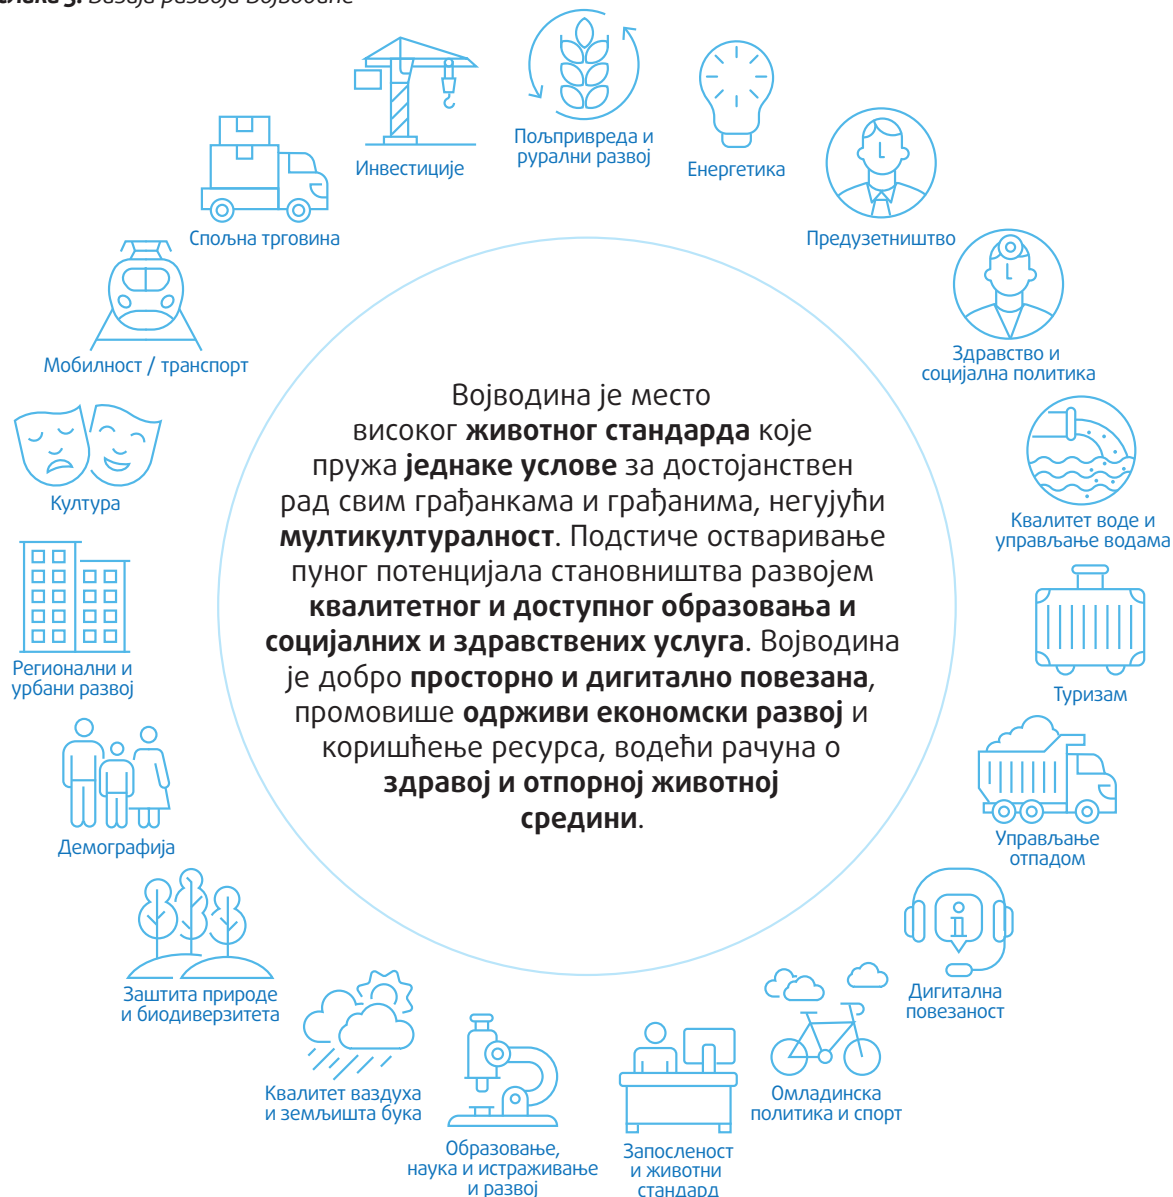 Инвестиције
Пољпривреда и
рурални развој
Енергетика
Предузетништво
Здравство и
социјална политика
Квалитет воде и
управљање водама
Туризам
Управљање
отпадом
Дигитална
повезаност
Омладинска
политика и спорт
Запосленост
и животни
стандард
Образовање,
наука и истраживање
и развој
Квалитет ваздуха
и земљишта бука
Заштита природе
и биодиверзитета
Демографија
Регионални и
урбани развој
Култура
Мобилност / транспорт
Спољна трговина
Војводина је место
високог животног стандарда које
пружа једнаке услове за достојанствен
рад свим грађанкама и грађанима, негујући
мултикултуралност. Подстиче остваривање
пуног потенцијала становништва развојем
квалитетног и доступног образовања и
социјалних и здравствених услуга. Војводина
је добро просторно и дигитално повезана,
промовише одрживи економски развој и
коришћење ресурса, водећи рачуна о
здравој и отпорној животној
средини.